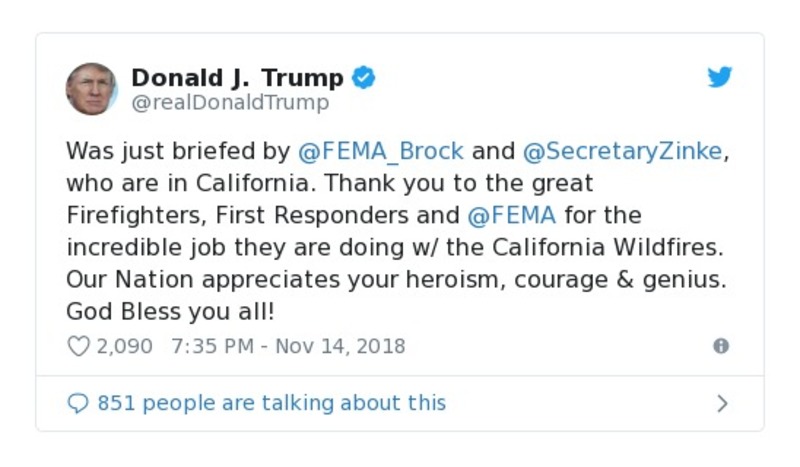 Donald J. Trump
@realDonaldTrump
Was just briefed by @FEMA_Brock and @SecretaryZinke,
who are in California. Thank you to the great
Firefighters, First Responders and @FEMA for the
incredible job they are doing w/ the California Wildfires.
Our Nation appreciates your heroism, courage & genius.
God Bless you all!
2,090 7:35 PM - Nov 14, 2018
851 people are talking about this